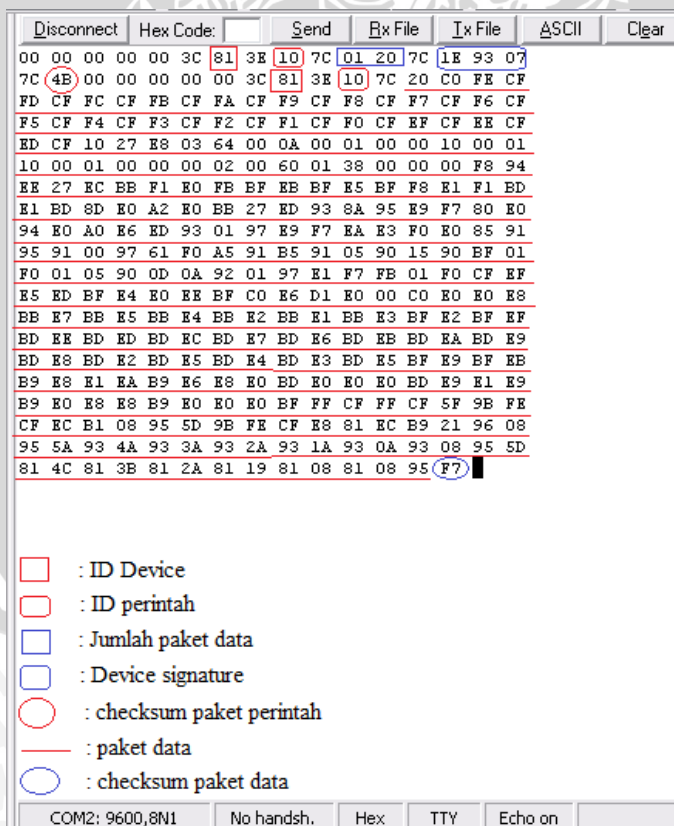 Disconnect Hex Code: Send Rx File Tx File ASCII Clear
00 00 00 00 00 3C 81 3E 10 7C 01 20 7C 1E 93 07
7C 4B 00 00 00 00 00 3C 81 3E 10 7C 20 C0 FE CF
FD CF FC CF FB CF FA CF F9 CF F8 CF F7 CF F6 CF
F5 CF F4 CF F3 CF F2 CF F1 CF F0 CF EF CF EE CF
ED CF 10 27 E8 03 64 00 0A 00 01 00 00 10 00 01
10 00 01 00 00 00 02 00 60 01 38 00 00 00 F8 94
EE 27 EC BB F1 E0 FB BF EB BF E5 BF F8 E1 F1 BD
E1 BD 8D E0 A2 E0 BB 27 ED 93 8A 95 E9 F7 80 E0
94 E0 A0 E6 ED 93 01 97 E9 F7 EA E3 F0 E0 85 91
95 91 00 97 61 F0 A5 91 B5 91 05 90 15 90 BF 01
F0 01 05 90 0D 0A 92 01 97 E1 F7 FB 01 F0 CF EF
E5 ED BF E4 E0 EE BF C0 E6 D1 E0 00 C0 E0 E0 E8
BB E7 BB E5 BB E4 BB E2 BB E1 BB E3 BF E2 BF EF
BD EE BD ED BD EC BD E7 BD E6 BD EB BD EA BD E9
BD E8 BD E2 BD E5 BD E4 BD E3 BD E5 BF E9 BF EB
B9 E8 E1 EA B9 E6 E8 E0 BD E0 E0 E0 BD E9 E1 E9
B9 E0 E8 E8 B9 E0 E0 E0 BF FF CF FF CF 5F 9B FE
CF EC B1 08 95 5D 9B FE CF E8 81 EC B9 21 96 08
95 5A 93 4A 93 3A 93 2A 93 1A 93 0A 93 08 95 5D
81 4C 81 3B 81 2A 81 19 81 08 81 08 95 F7
: ID Device
: ID perintah
: Jumlah paket data
: Device signature
: checksum paket perintah
: paket data
: checksum paket data
COM2: 9600,8N1 No handsh. Hex TTY Echo on